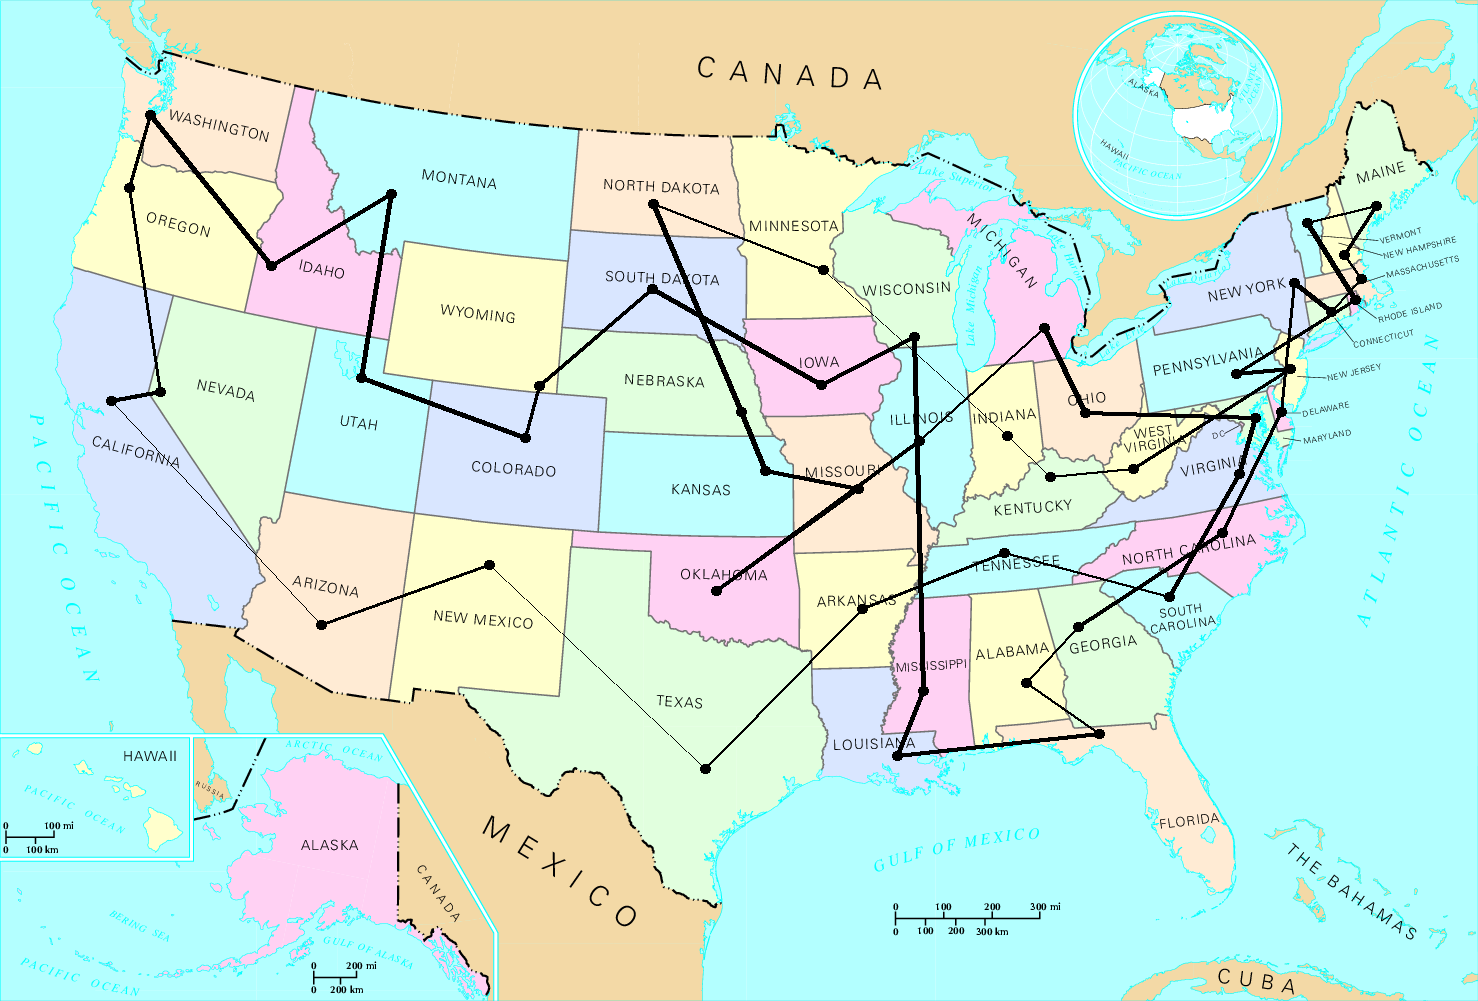 CANADA
ALASKA
ATLANTIC
OCEAN
HAWAII
PACIFIC OCEAN
WASHINGTON
MONTANA
NORTH DAKOTA
MINNESOTA
Lake Superior
MICHIGAN
MAINE
OREGON
IDAHO
WYOMING
SOUTH DAKOTA
WISCONSIN
Lake Michigan
NEW YORK
VERMONT
NEW HAMPSHIRE
MASSACHUSETTS
RHODE ISLAND
CONNECTICUT
NEVADA
UTAH
COLORADO
NEBRASKA
IOWA
ILLINOIS
INDIANA
OHIO
PENNSYLVANIA
NEW JERSEY
DELAWARE
MARYLAND
DC
WEST
VIRGINIA
VIRGINIA
CALIFORNIA
KANSAS
MISSOURI
KENTUCKY
PACIFIC OCEAN
ATLANTIC OCEAN
ARIZONA
NEW MEXICO
OKLAHOMA
ARKANSAS
TENNESSEE
NORTH CAROLINA
SOUTH
CAROLINA
TEXAS
LOUISIANA
MISSISSIPPI
ALABAMA
GEORGIA
FLORIDA
HAWAII
PACIFIC OCEAN
0 100 mi
0 100 km
RUSSIA
ARCTIC OCEAN
ALASKA
CANADA
BERING SEA
GULF OF ALASKA
PACIFIC OCEAN
0 200 mi
0 200 km
MEXICO
GULF OF MEXICO
0 100 200 300 mi
0 100 200 300 km
THE BAHAMAS
CUBA